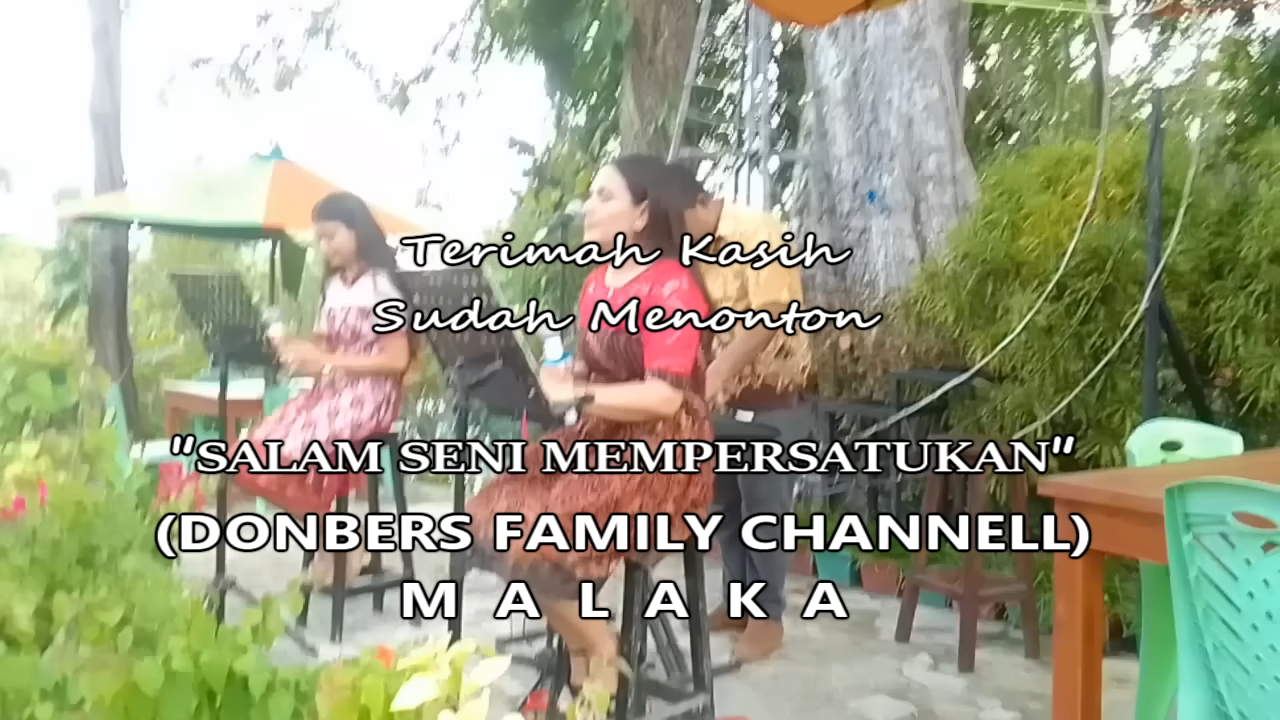 Terimah Kasih
Sudah Menonton
"SALAM SENI MEMPERSATUKAN"
(DONBERS FAMILY CHANNELL)
M A L A K A